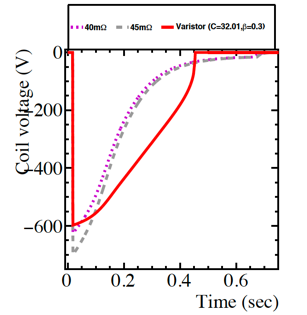 40mΩ 45mΩ Varistor (C=32.01,β=0.3)
Coil voltage (V)
0
−200
−400
−600
0 0.2 0.4 0.6
Time (sec)